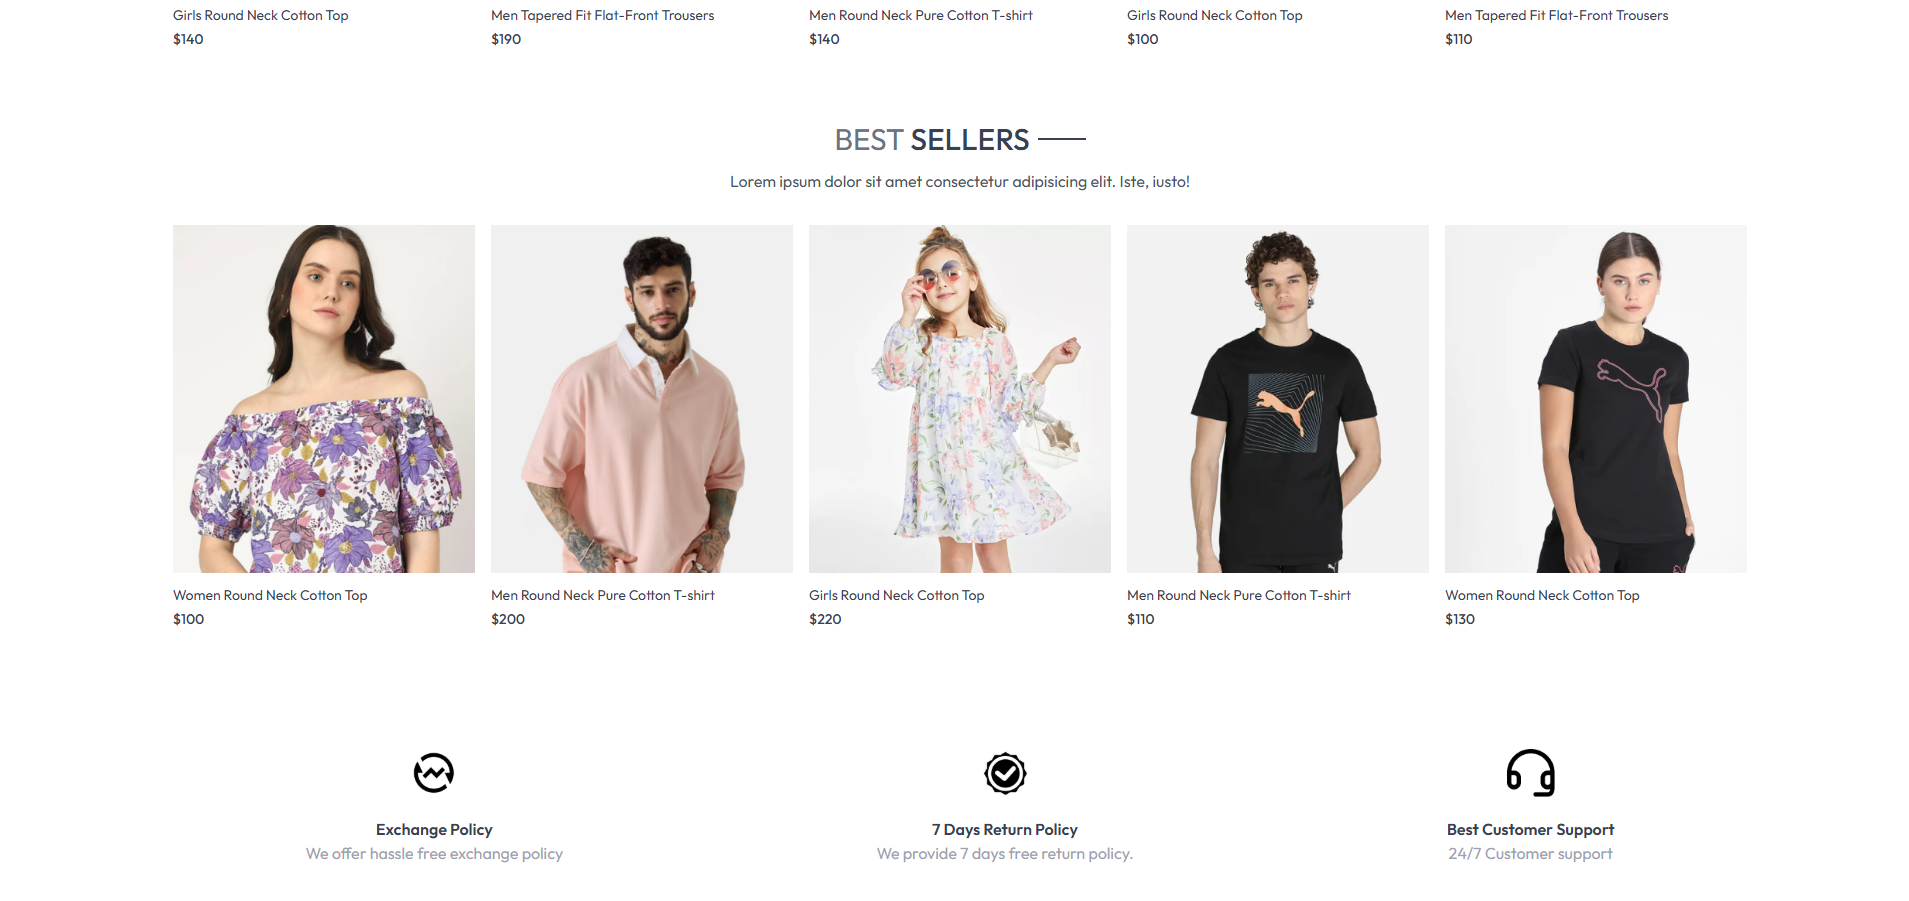 Girls Round Neck Cotton Top
Men Tapered Fit Flat-Front Trousers
Men Round Neck Pure Cotton T-shirt
Girls Round Neck Cotton Top
Men Tapered Fit Flat-Front Trousers
$140
$190
$140
$100
$110
BEST SELLERS
Lorem ipsum dolor sit amet consectetur adipisicing elit. Iste, iusto!
Women Round Neck Cotton Top
Men Round Neck Pure Cotton T-shirt
Girls Round Neck Cotton Top
Men Round Neck Pure Cotton T-shirt
Women Round Neck Cotton Top
$100
$200
$220
$110
$130
Exchange Policy
7 Days Return Policy
Best Customer Support
We offer hassle free exchange policy
We provide 7 days free return policy.
24/7 Customer support